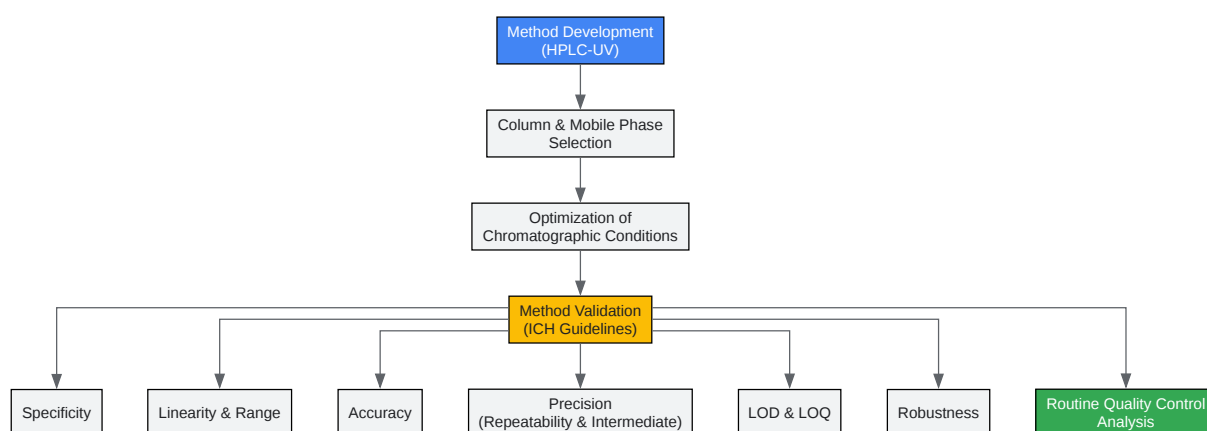 Method Development
(HPLC-UV)
Column & Mobile Phase
Selection
Optimization of
Chromatographic Conditions
Method Validation
(ICH Guidelines)
Specificity
Linearity & Range
Accuracy
Precision
(Repeatability & Intermediate)
LOD & LOQ
Robustness
Routine Quality Control
Analysis